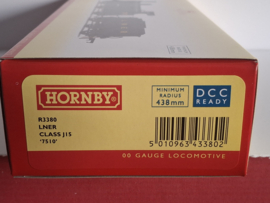 HORNBY
MINIMUM
RADIUS
438mm
DCC
READY
R3380
LNER
CLASS J15
'7510'
5 010963 433802
00 GAUGE LOCOMOTIVE